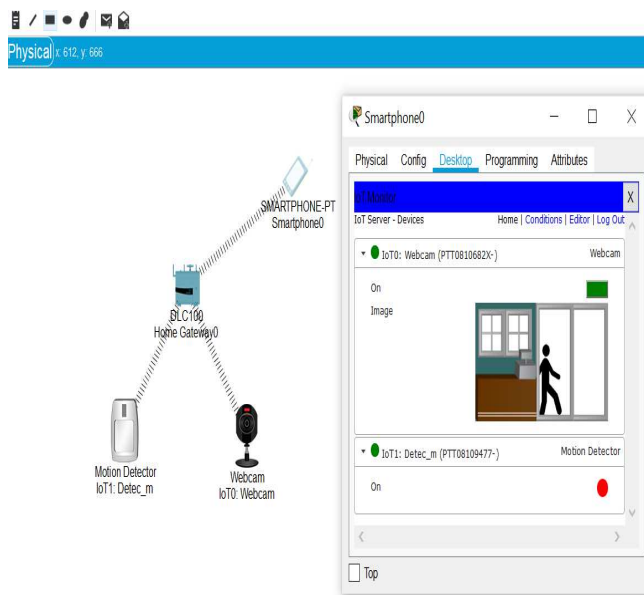 Physical x: 612, y: 666
Smartphone0
Physical Config Desktop Programming Attributes
IoT Monitor X
IoT Server - Devices Home | Conditions | Editor | Log Out
IoT0: Webcam (PTT0810682X-) Webcam
On
Image
IoT1: Detec_m (PTT08109477-) Motion Detector
On
Top
SMARTPHONE-PT
Smartphone0
DLC100
Home Gateway0
Motion Detector
IoT1: Detec_m
Webcam
IoT0: Webcam